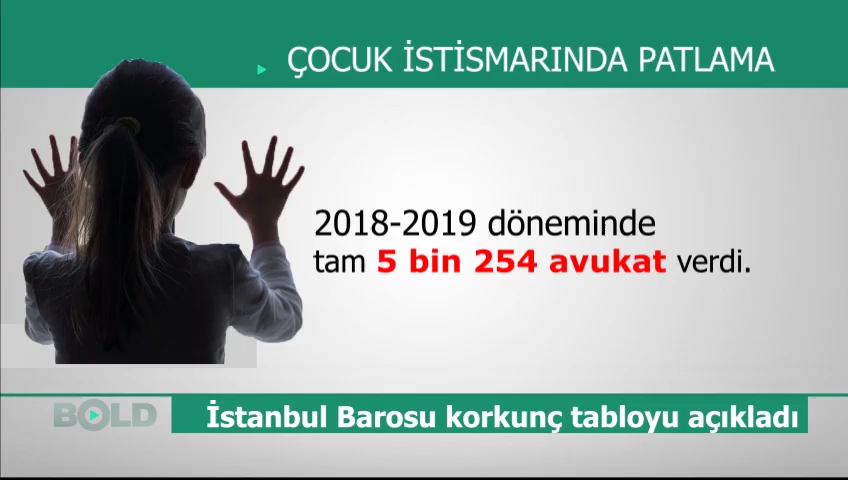 ÇOCUK İSTİSMARINDA PATLAMA
2018-2019 döneminde
tam 5 bin 254 avukat verdi.
BOLD
İstanbul Barosu korkunç tabloyu açıkladı